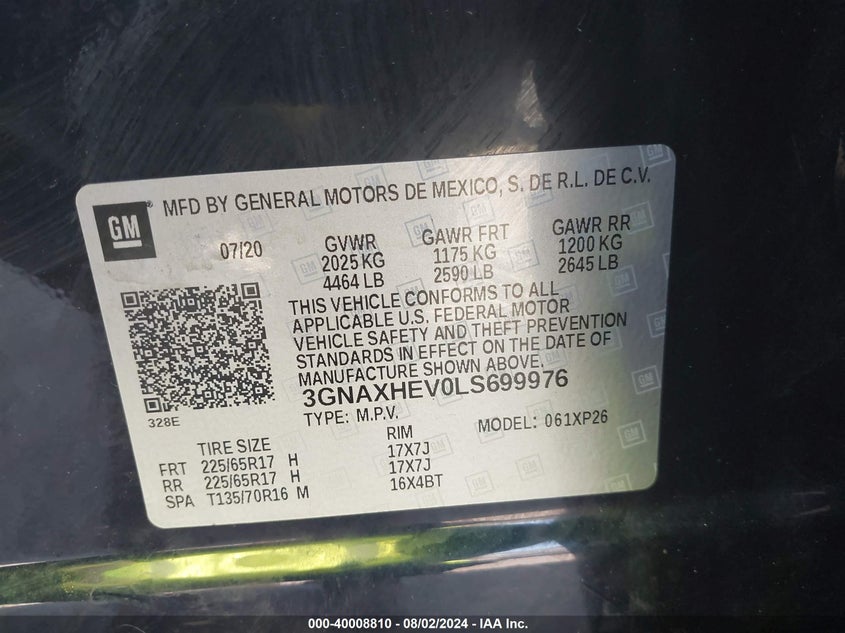 GM
MFD BY GENERAL MOTORS DE MEXICO, S. DE R.L. DE C.V.
07/20 GVWR GAWR FRT GAWR RR
2025 KG 1175 KG 1200 KG
4464 LB 2590 LB 2645 LB
THIS VEHICLE CONFORMS TO ALL
APPLICABLE U.S. FEDERAL MOTOR
VEHICLE SAFETY AND THEFT PREVENTION
STANDARDS IN EFFECT ON THE DATE OF
MANUFACTURE SHOWN ABOVE.
3GNAXHEV0LS699976
328E
TYPE: M.P.V. MODEL: 061XP26
TIRE SIZE RIM
FRT 225/65R17 H 17X7J
RR 225/65R17 H 17X7J
SPA T135/70R16 M 16X4BT
000-40008810 - 08/02/2024 - IAA Inc.